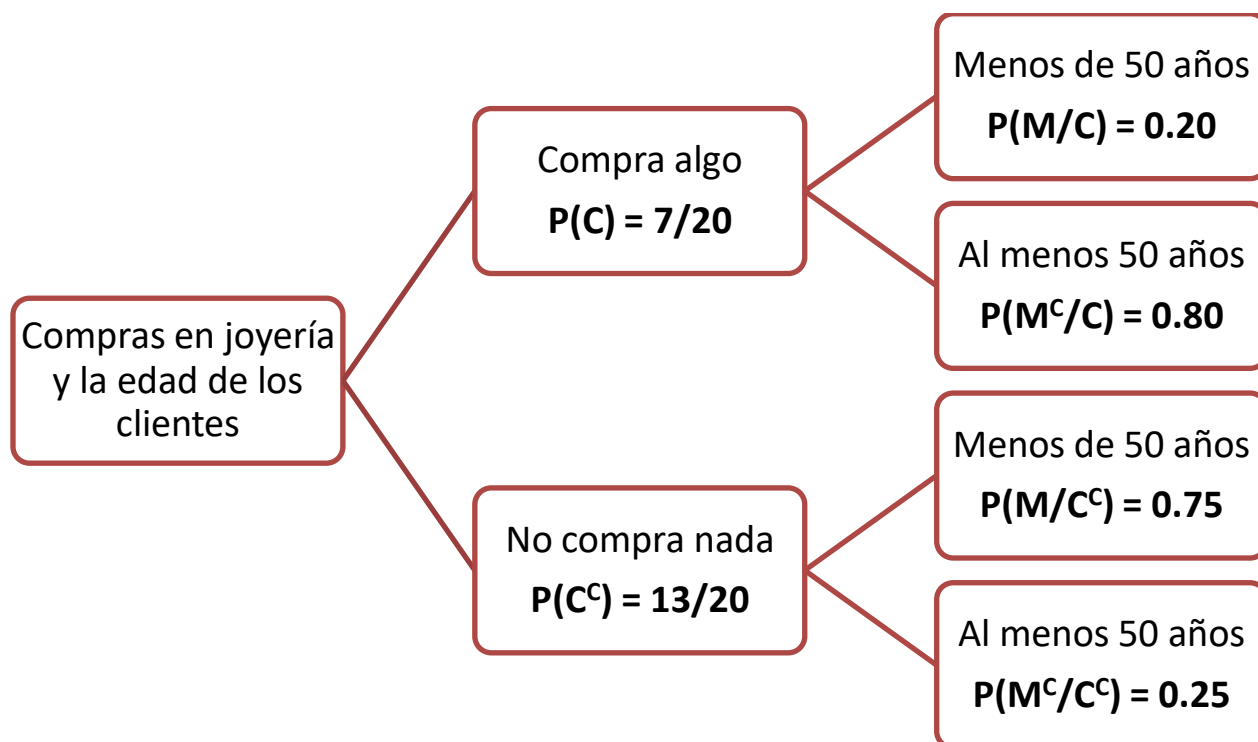 Compras en joyería
y la edad de los
clientes
Compra algo
P(C) = 7/20
Menos de 50 años
P(M/C) = 0.20
Al menos 50 años
P(Mᶜ/C) = 0.80
No compra nada
P(Cᶜ) = 13/20
Menos de 50 años
P(M/Cᶜ) = 0.75
Al menos 50 años
P(Mᶜ/Cᶜ) = 0.25